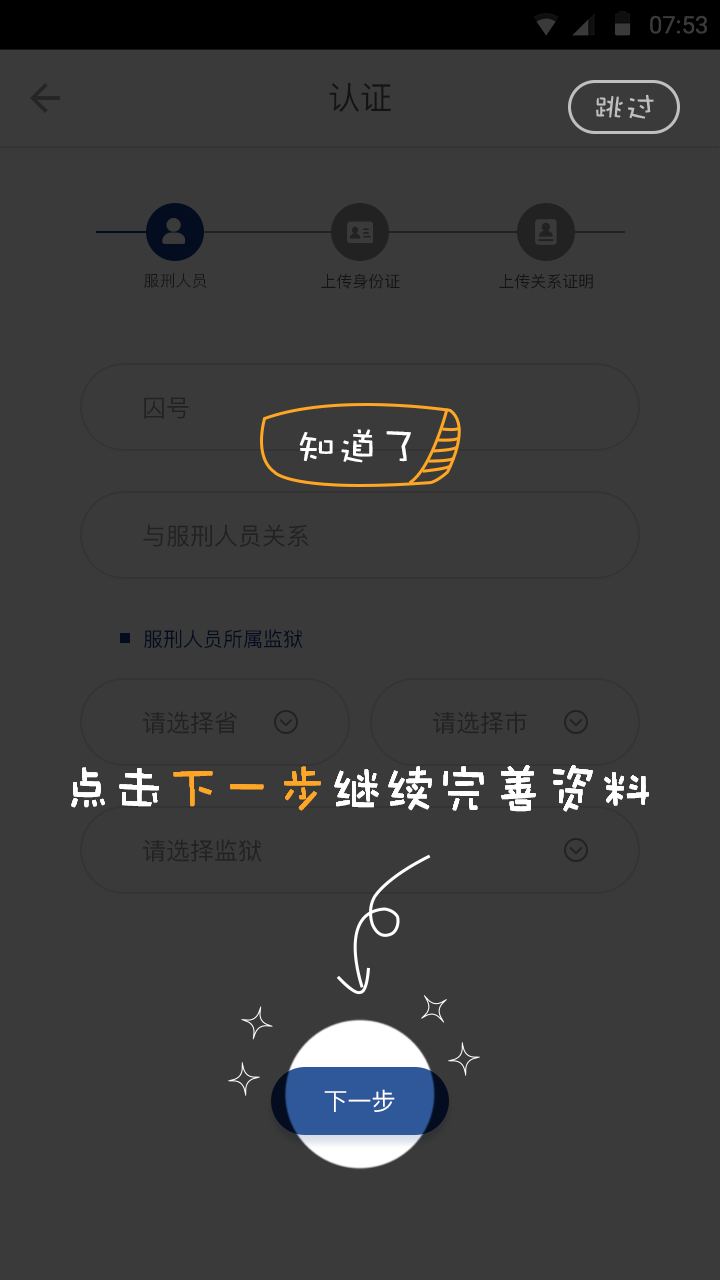 07:53
认证
跳过
服刑人员
上传身份证
上传关系证明
囚号
知道了
与服刑人员关系
服刑人员所属监狱
请选择省
请选择市
点击下一步继续完善资料
请选择监狱
下一步